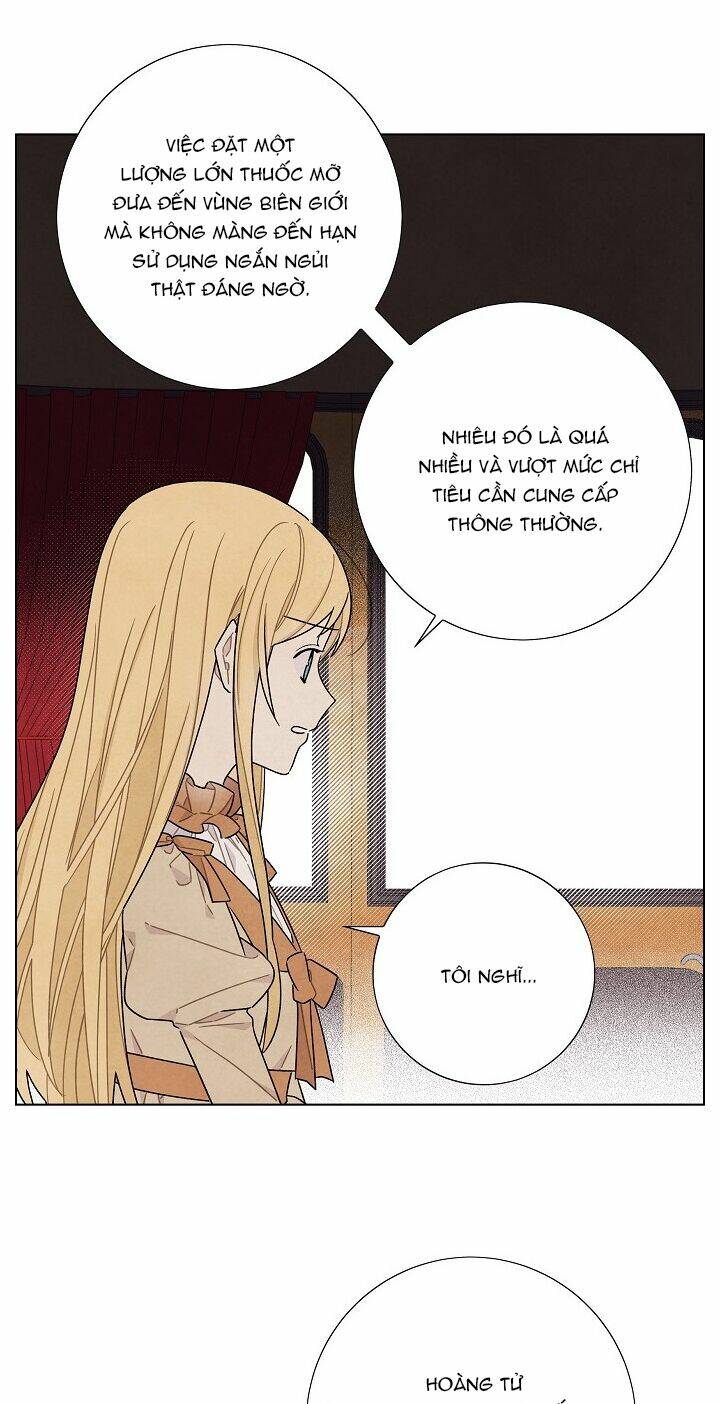 VIỆC ĐẶT MỘT
LƯỢNG LỚN THUỐC MỠ
ĐƯA ĐẾN VÙNG BIÊN GIỚI
MÀ KHÔNG MÀNG ĐẾN HẠN
SỬ DỤNG NGẮN NGỦI
THẬT ĐÁNG NGỜ.
NHIÊU ĐÓ LÀ QUÁ
NHIỀU VÀ VƯỢT MỨC CHỈ
TIÊU CẦN CUNG CẤP
THÔNG THƯỜNG.
TÔI NGHĨ...
HOÀNG TỬ